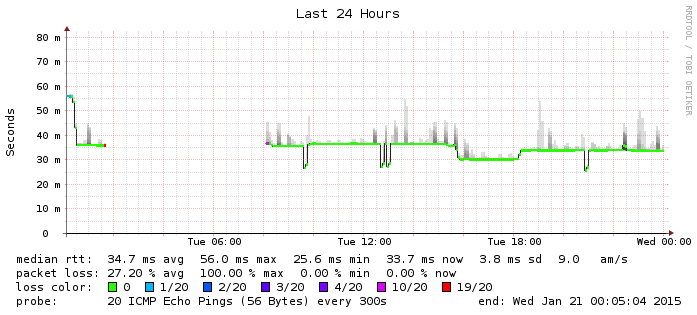 Last 24 Hours
RRDTOOL / TOBI OETIKER
Seconds
80 m
70 m
60 m
50 m
40 m
30 m
20 m
10 m
0
Tue 06:00 Tue 12:00 Tue 18:00 Wed 00:00
median rtt: 34.7 ms avg 56.0 ms max 25.6 ms min 33.7 ms now 3.8 ms sd 9.0 am/s
packet loss: 27.20 % avg 100.00 % max 0.00 % min 0.00 % now
loss color: 0 1/20 2/20 3/20 4/20 10/20 19/20
probe: 20 ICMP Echo Pings (56 Bytes) every 300s end: Wed Jan 21 00:05:04 2015